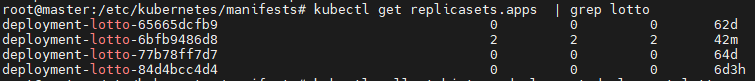 root@master:/etc/kubernetes/manifests# kubectl get replicasets.apps  | grep lotto
deployment-lotto-65665dcfb9 0 0 0 62d
deployment-lotto-6bfb9486d8 2 2 2 42m
deployment-lotto-77b78ff7d7 0 0 0 64d
deployment-lotto-84d4bcc4d4 0 0 0 6d3h